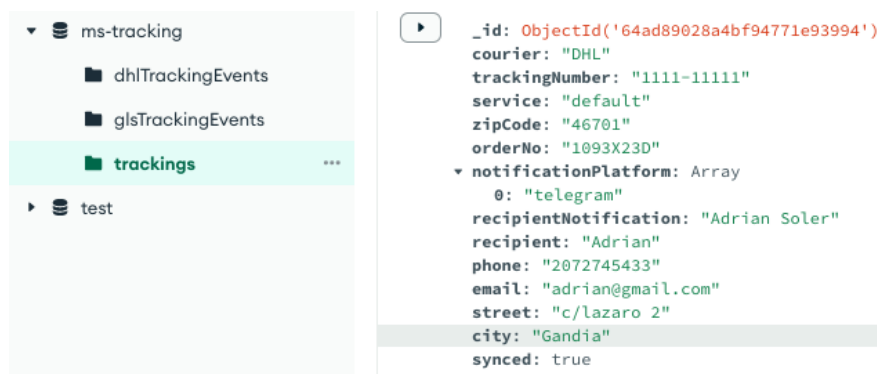 ms-tracking
dhlTrackingEvents
glsTrackingEvents
trackings
test
_id: ObjectId('64ad89028a4bf94771e93994')
courier: "DHL"
trackingNumber: "1111-11111"
service: "default"
zipCode: "46701"
orderNo: "1093X23D"
notificationPlatform: Array
0: "telegram"
recipientNotification: "Adrian Soler"
recipient: "Adrian"
phone: "2072745433"
email: "adrian@gmail.com"
street: "c/lazaro 2"
city: "Gandia"
synced: true